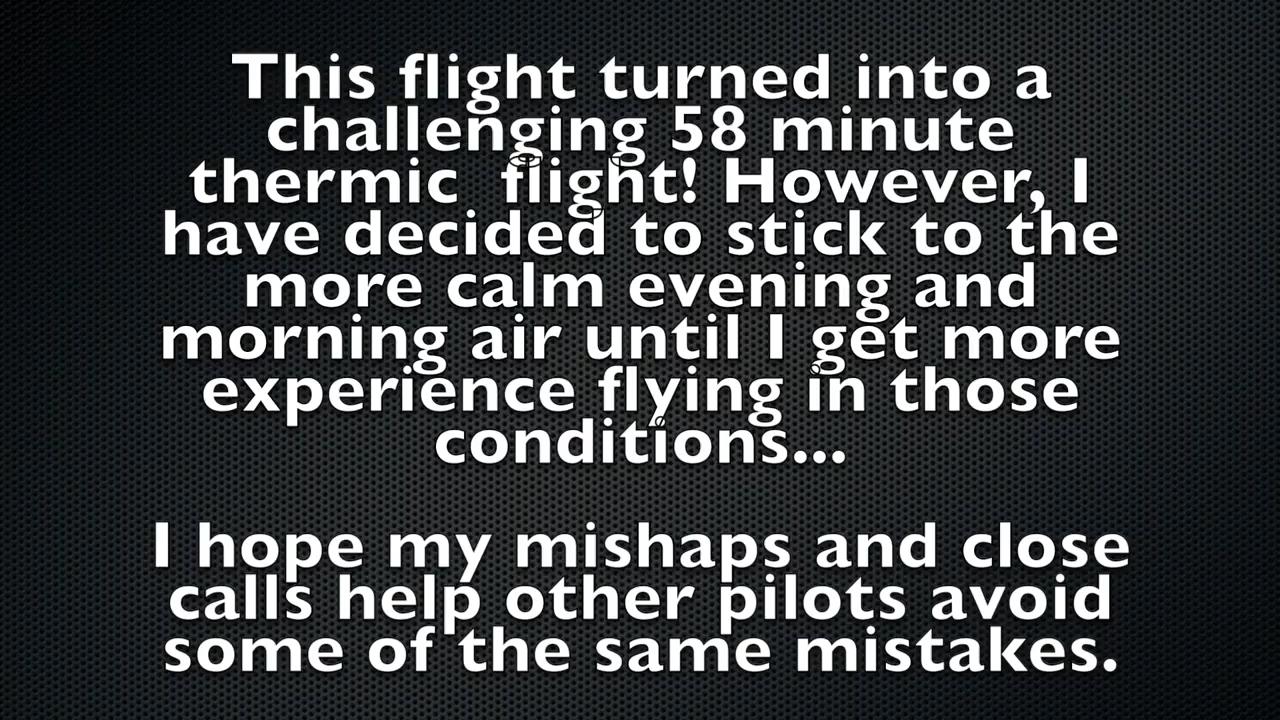 This flight turned into a
challenging 58 minute
thermic flight! However, I
have decided to stick to the
more calm evening and
morning air until I get more
experience flying in those
conditions...
I hope my mishaps and close
calls help other pilots avoid
some of the same mistakes.